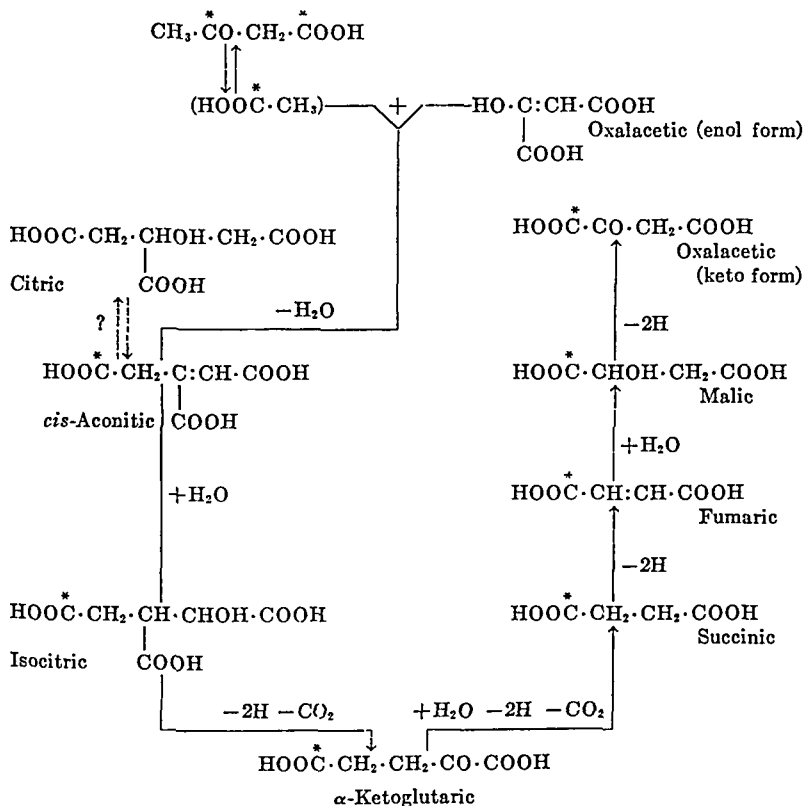 * *
CH₃·CO·CH₂·COOH
*
(HOOC·CH₃)
+
HO·C:CH·COOH
COOH
Oxalacetic (enol form)
HOOC·CH₂·CHOH·CH₂·COOH
COOH
Citric
?
−H₂O
*
HOOC·CO·CH₂·COOH
Oxalacetic
(keto form)
−2H
*
HOOC·CH₂·C:CH·COOH
COOH
cis-Aconitic
*
HOOC·CHOH·CH₂·COOH
Malic
+H₂O
+H₂O
*
HOOC·CH:CH·COOH
Fumaric
−2H
*
HOOC·CH₂·CH·CHOH·COOH
COOH
Isocitric
*
HOOC·CH₂·CH₂·COOH
Succinic
−2H −CO₂
+H₂O −2H −CO₂
*
HOOC·CH₂·CH₂·CO·COOH
α-Ketoglutaric